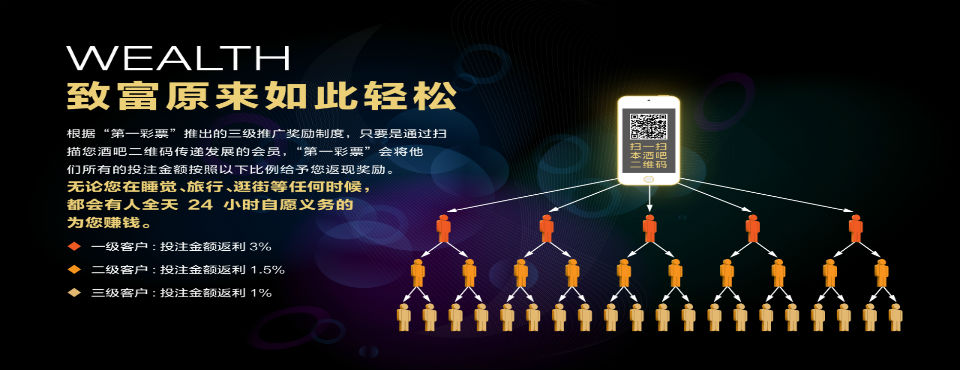 WEALTH
致富原来如此轻松
根据“第一彩票”推出的三级推广奖励制度，只要是通过扫
描您酒吧二维码传递发展的会员，“第一彩票”会将他
们所有的投注金额按照以下比例给予您返现奖励。
无论您在睡觉、旅行、逛街等任何时候，
都会有人全天 24 小时自愿义务的
为您赚钱。
一级客户：投注金额返利 3%
二级客户：投注金额返利 1.5%
三级客户：投注金额返利 1%
扫一扫
本酒吧
二维码